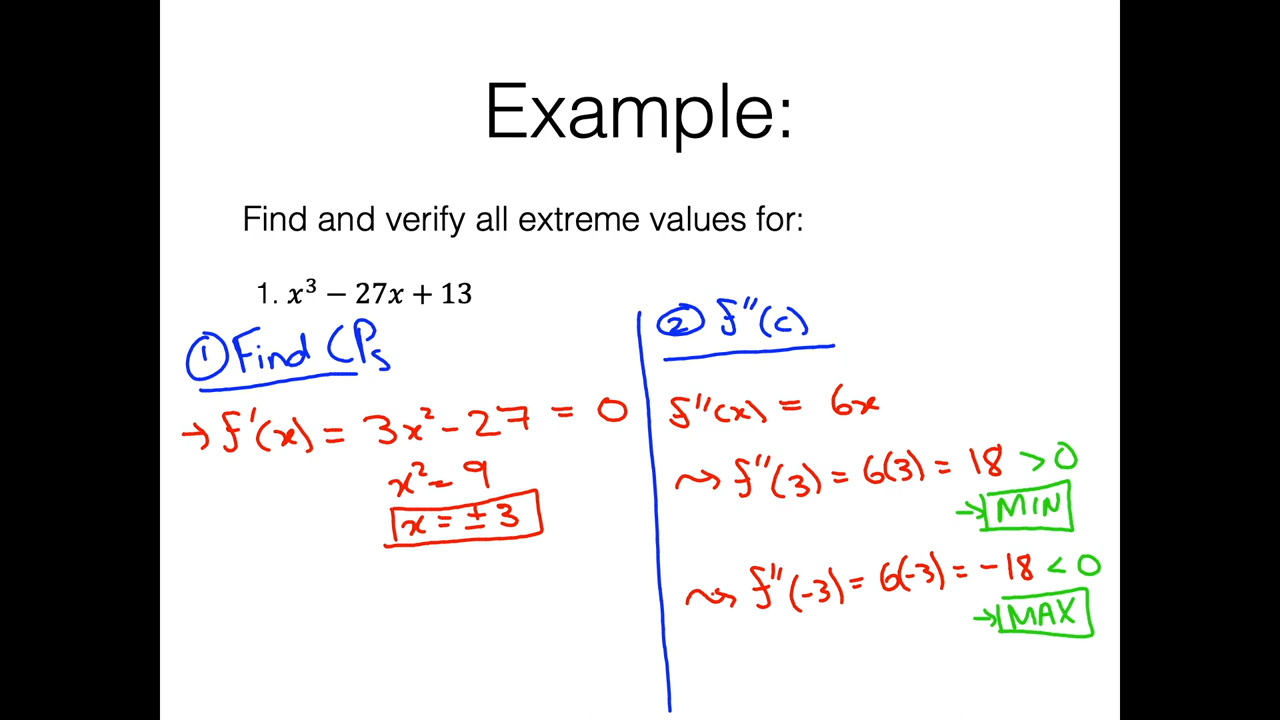 Example:
Find and verify all extreme values for:
1. x³ − 27x + 13
① Find CPs
→ f'(x) = 3x² - 27 = 0
x² = 9
x = ± 3
② f''(c)
f''(x) = 6x
⇝ f''(3) = 6(3) = 18 > 0
→ MIN
⇝ f''(-3) = 6(-3) = -18 < 0
→ MAX